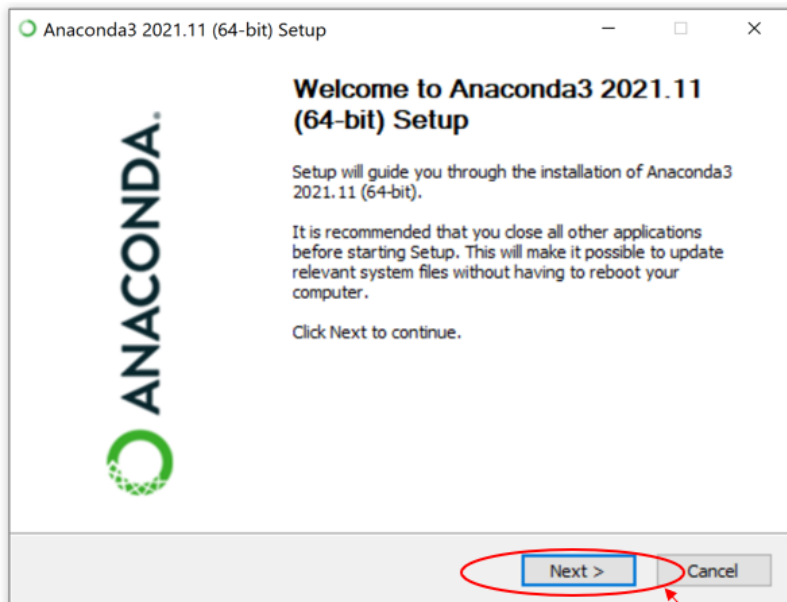 Anaconda3 2021.11 (64-bit) Setup
Welcome to Anaconda3 2021.11
(64-bit) Setup
Setup will guide you through the installation of Anaconda3
2021.11 (64-bit).
It is recommended that you close all other applications
before starting Setup. This will make it possible to update
relevant system files without having to reboot your
computer.
Click Next to continue.
ANACONDA.
Next >
Cancel